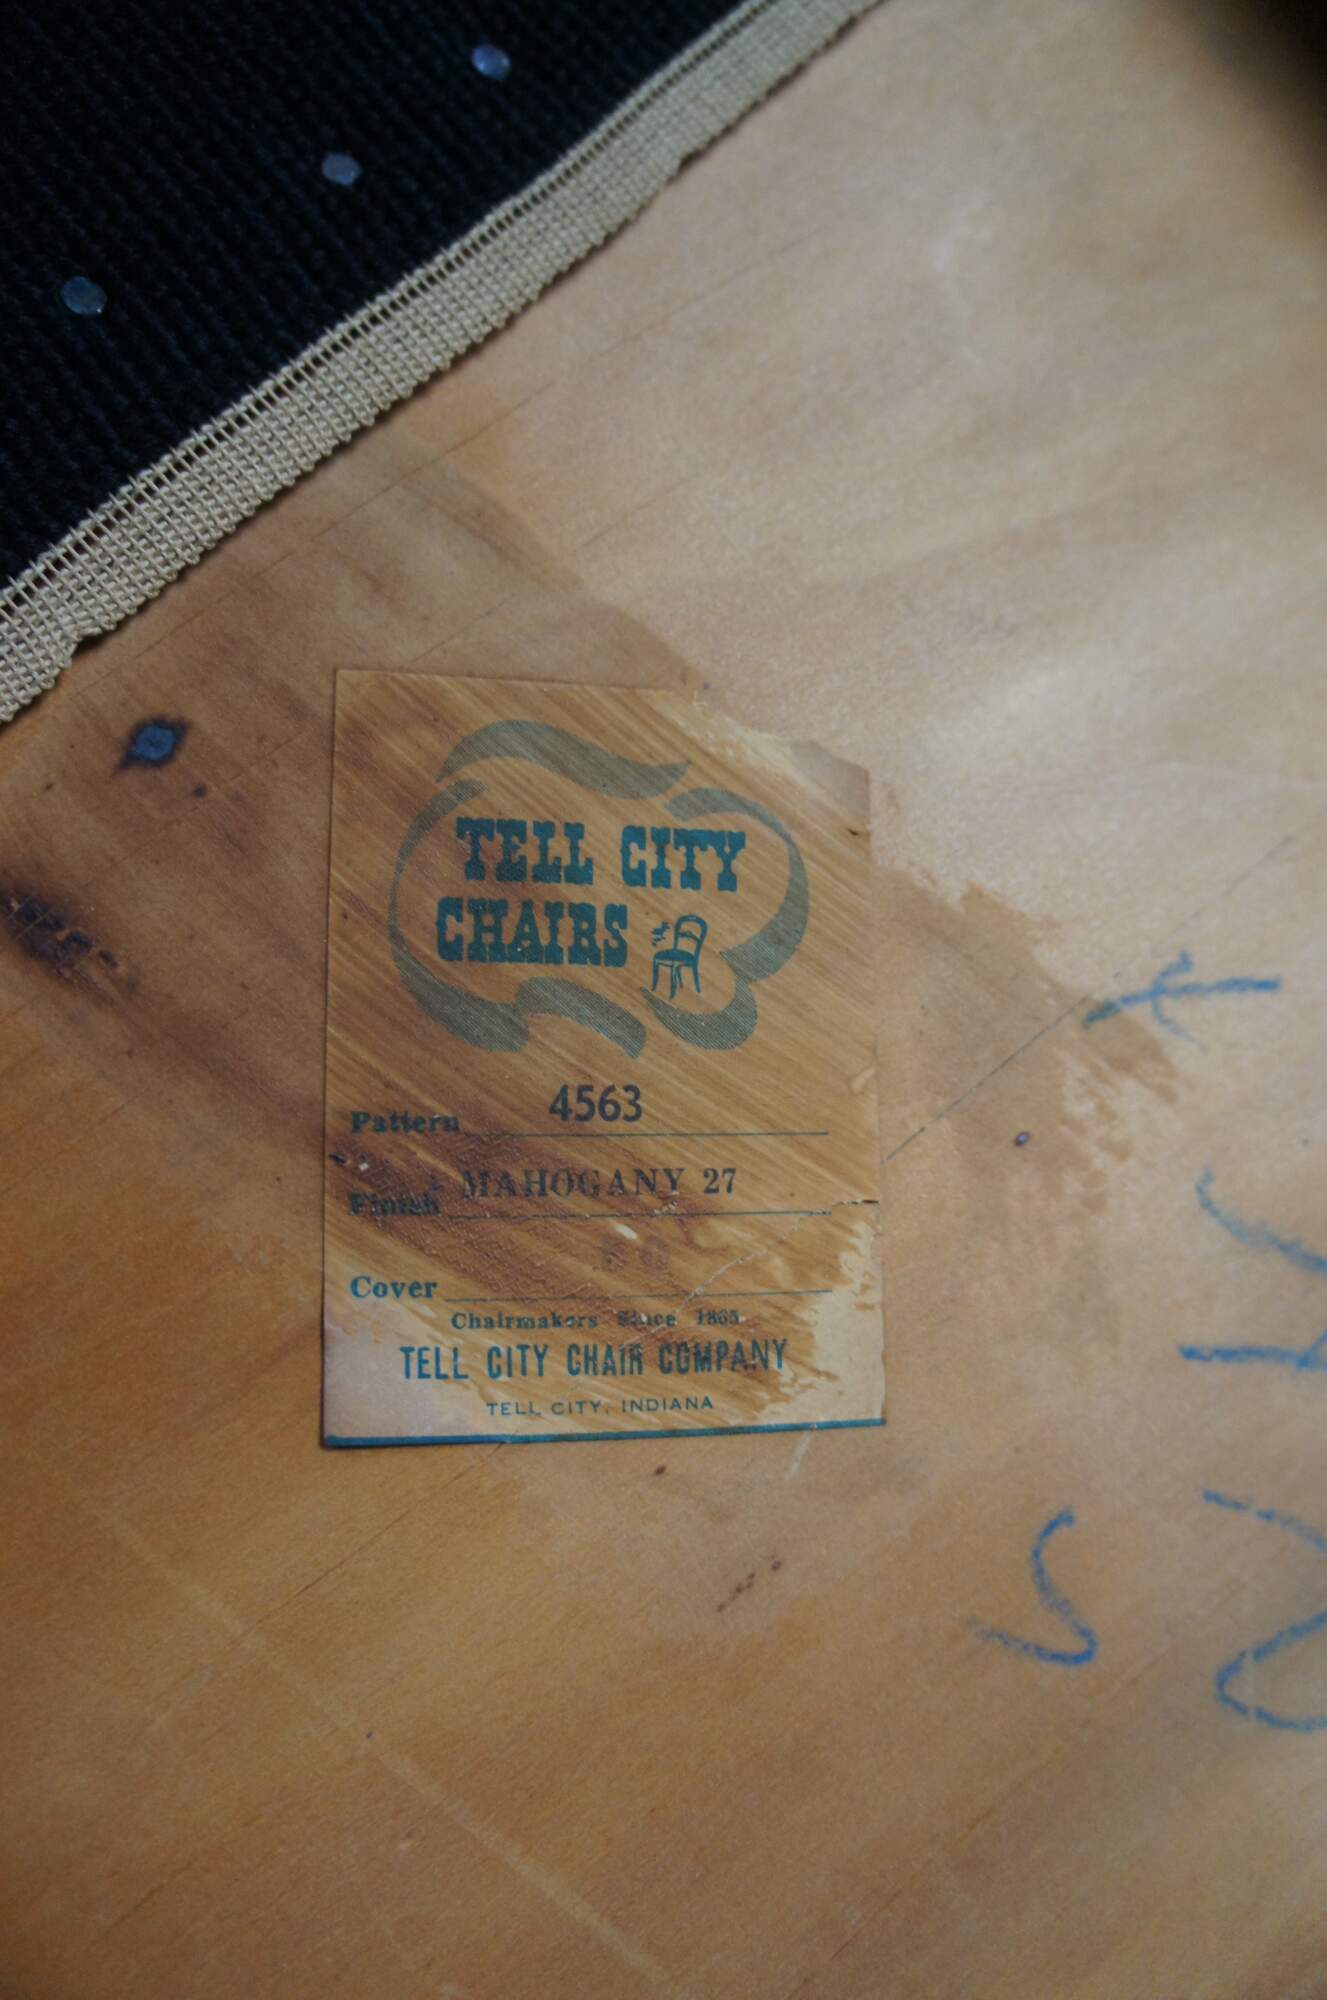 TELL CITY
CHAIRS
Pattern 4563
Finish MAHOGANY 27
Cover
Chairmakers Since 1865
TELL CITY CHAIR COMPANY
TELL CITY, INDIANA